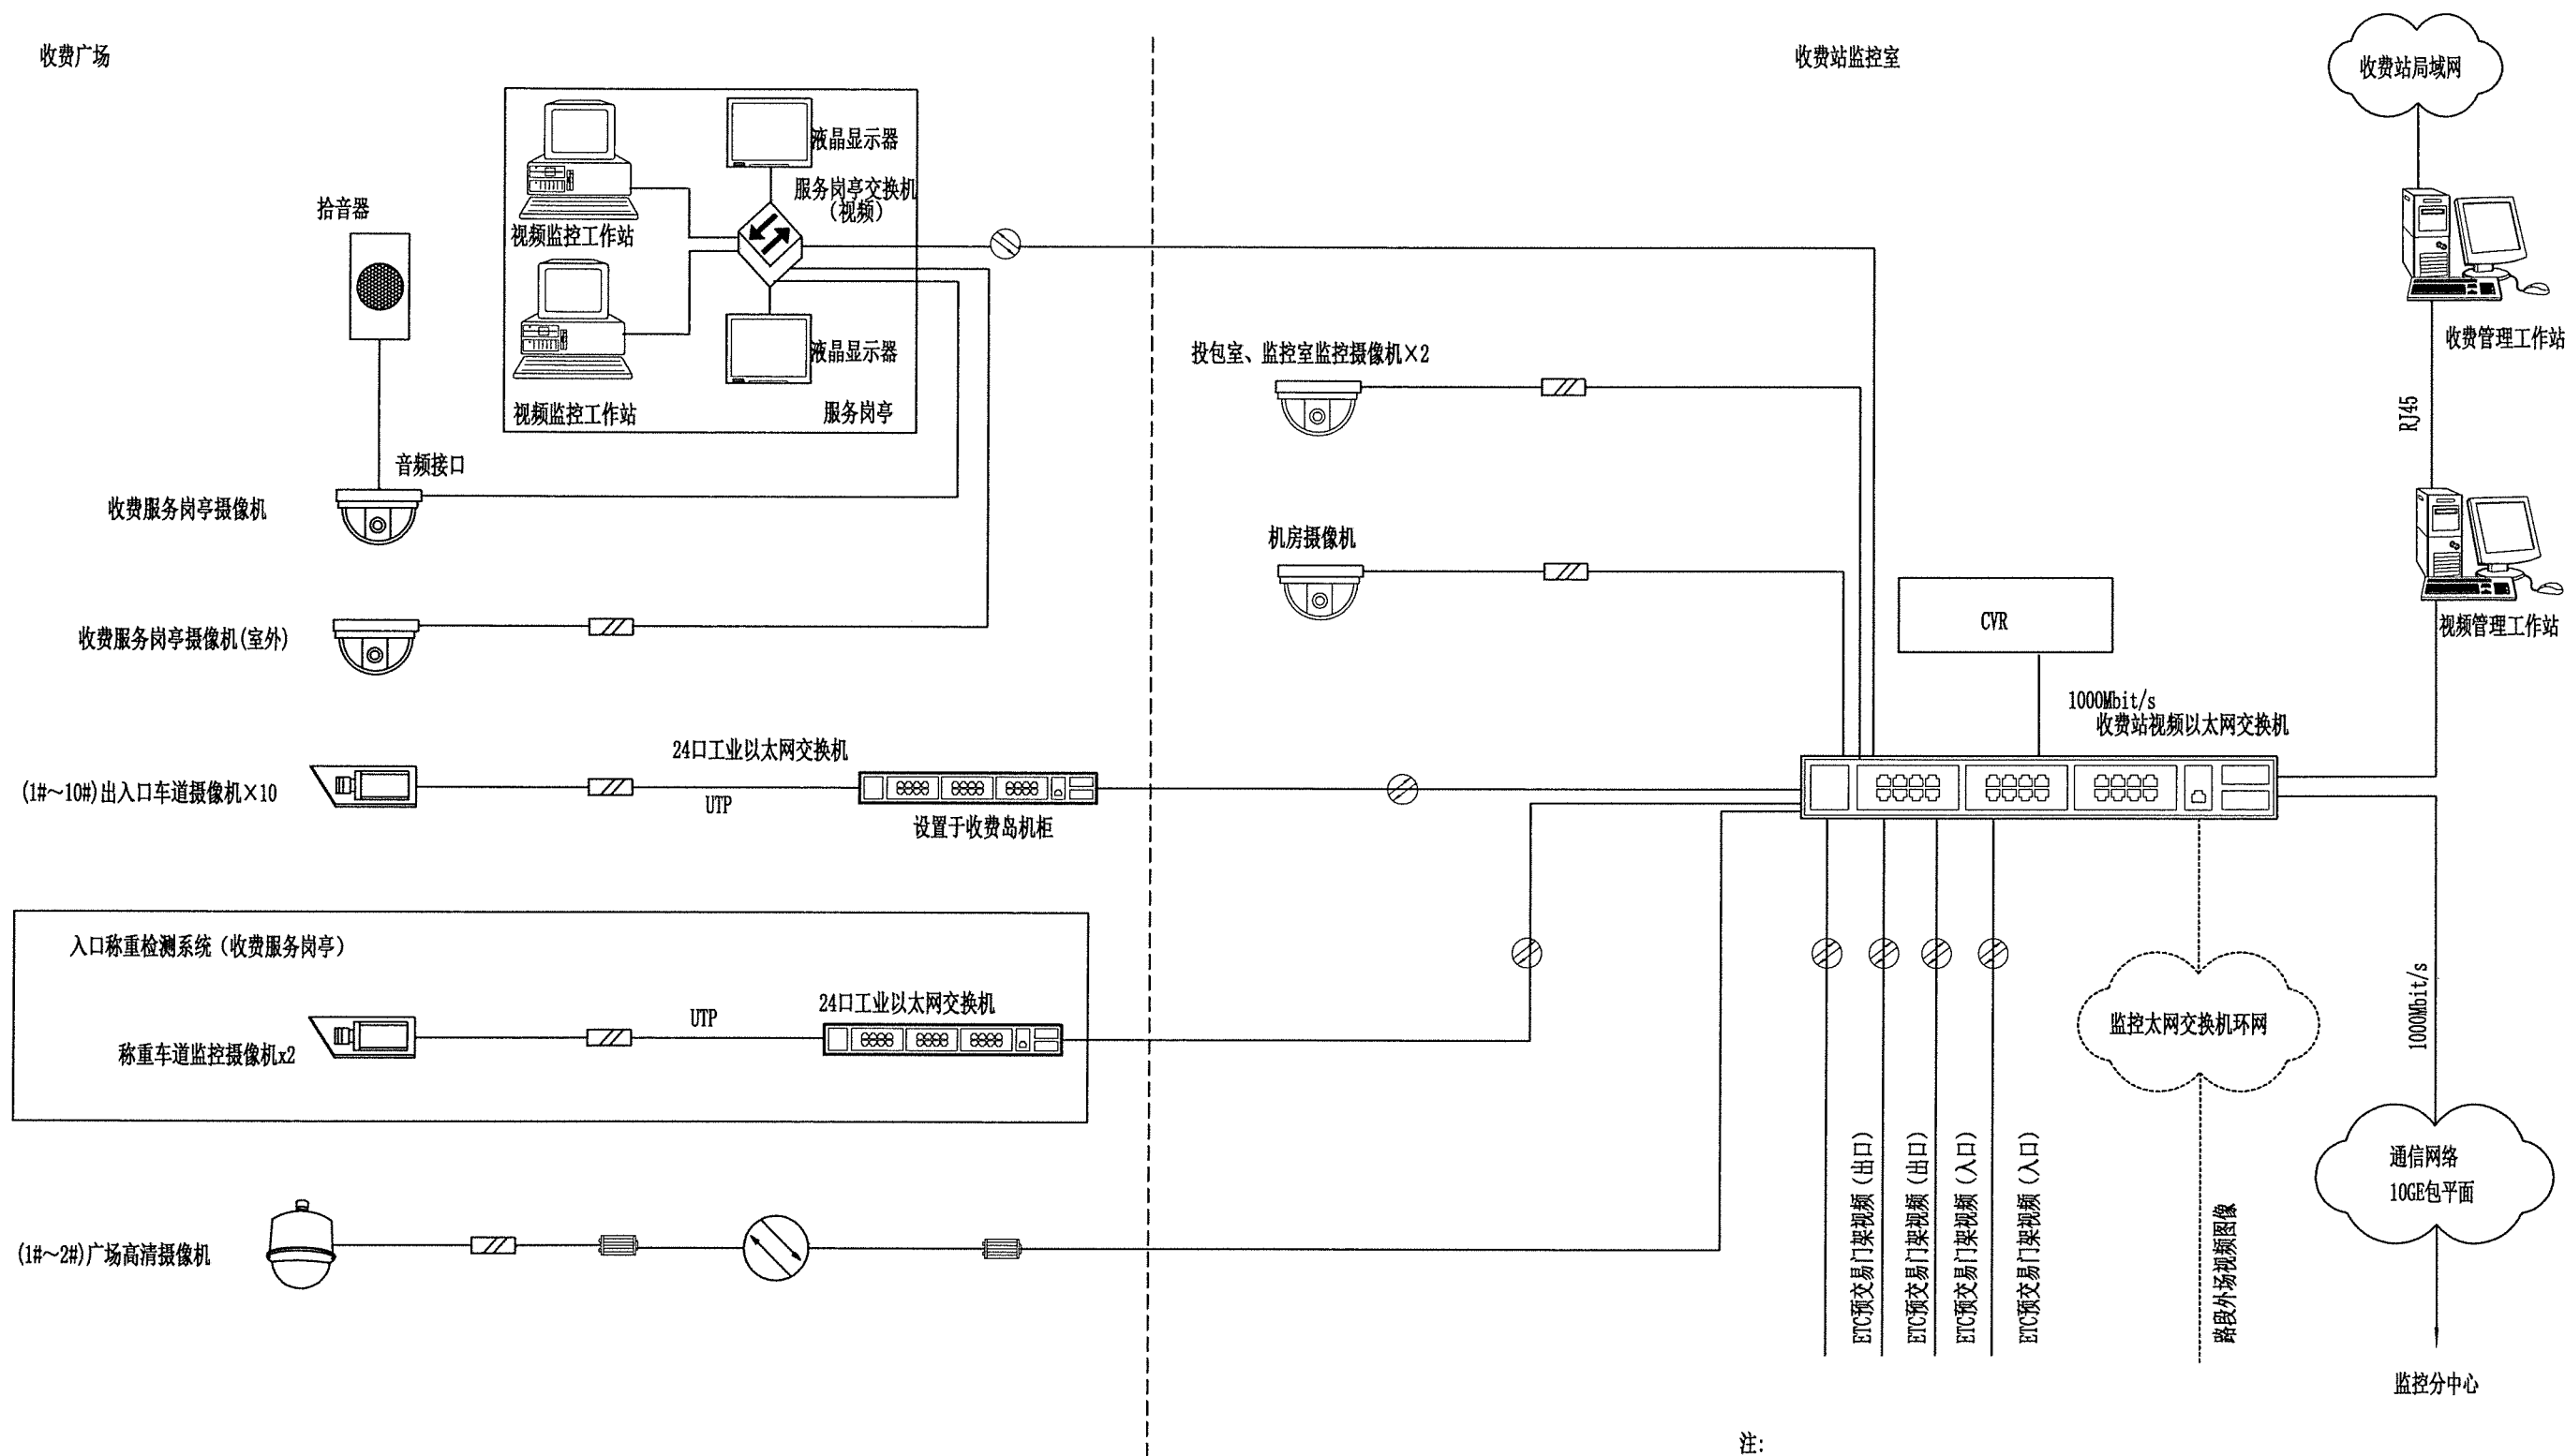 收费广场
收费站监控室
收费站局域网
液晶显示器
服务岗亭交换机
(视频)
拾音器
视频监控工作站
液晶显示器
视频监控工作站
服务岗亭
投包室、监控室监控摄像机×2
收费管理工作站
RJ45
音频接口
收费服务岗亭摄像机
机房摄像机
CVR
视频管理工作站
收费服务岗亭摄像机(室外)
1000Mbit/s
收费站视频以太网交换机
24口工业以太网交换机
(1#～10#)出入口车道摄像机×10
UTP
设置于收费岛机柜
入口称重检测系统（收费服务岗亭）
24口工业以太网交换机
UTP
称重车道监控摄像机x2
监控太网交换机环网
1000Mbit/s
通信网络
10GE包平面
ETC预交易门架视频（出口）
ETC预交易门架视频（出口）
ETC预交易门架视频（入口）
ETC预交易门架视频（入口）
路段外场视频图像
(1#～2#)广场高清摄像机
监控分中心
注: